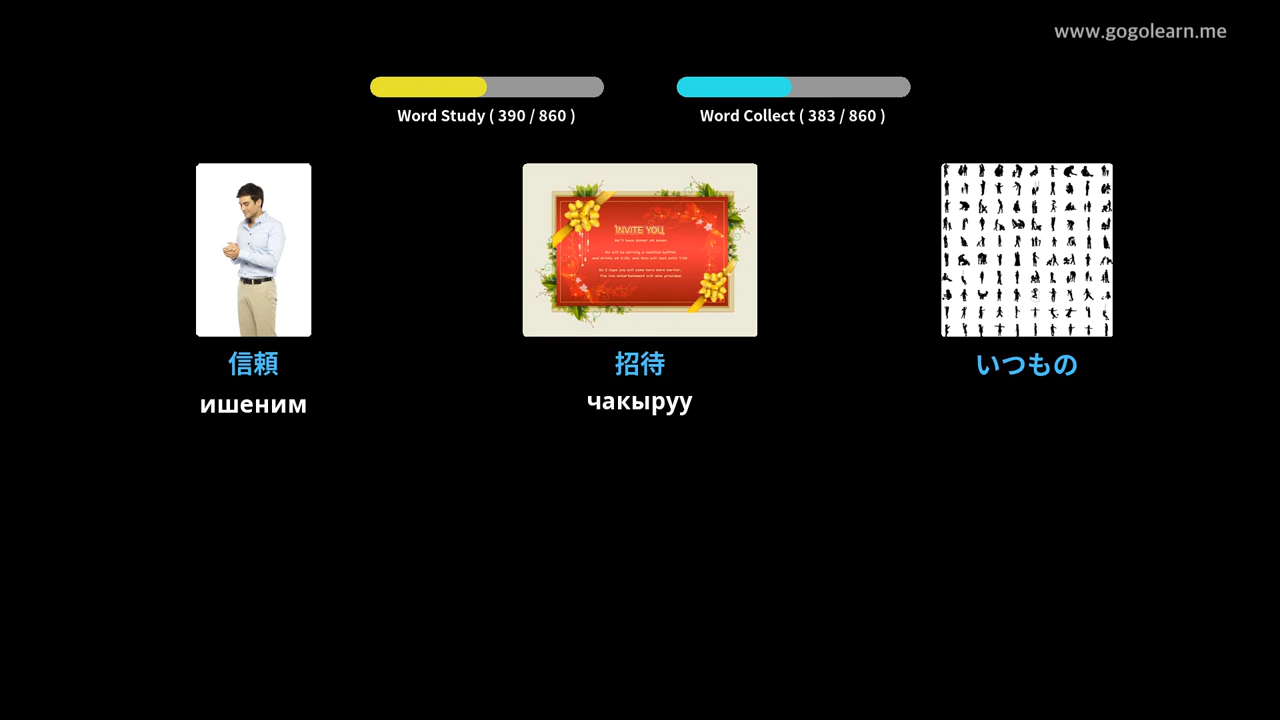 www.gogolearn.me
Word Study ( 390 / 860 )
Word Collect ( 383 / 860 )
INVITE YOU
信頼
招待
いつもの
ишеним
чакыруу